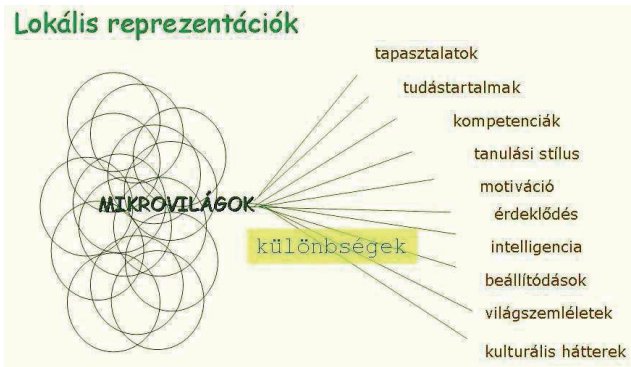 Lokális reprezentációk
tapasztalatok
tudástartalmak
kompetenciák
tanulási stílus
motiváció
MIKROVILÁGOK
érdeklődés
különbségek
intelligencia
beállítódások
világszemléletek
kulturális hátterek